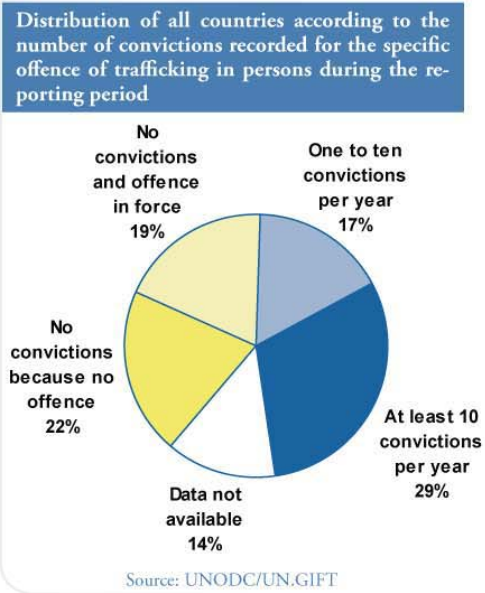 Distribution of all countries according to the
number of convictions recorded for the specific
offence of trafficking in persons during the re-
porting period
No
convictions
and offence
in force
19%
One to ten
convictions
per year
17%
No
convictions
because no
offence
22%
At least 10
convictions
per year
29%
Data not
available
14%
Source: UNODC/UN.GIFT